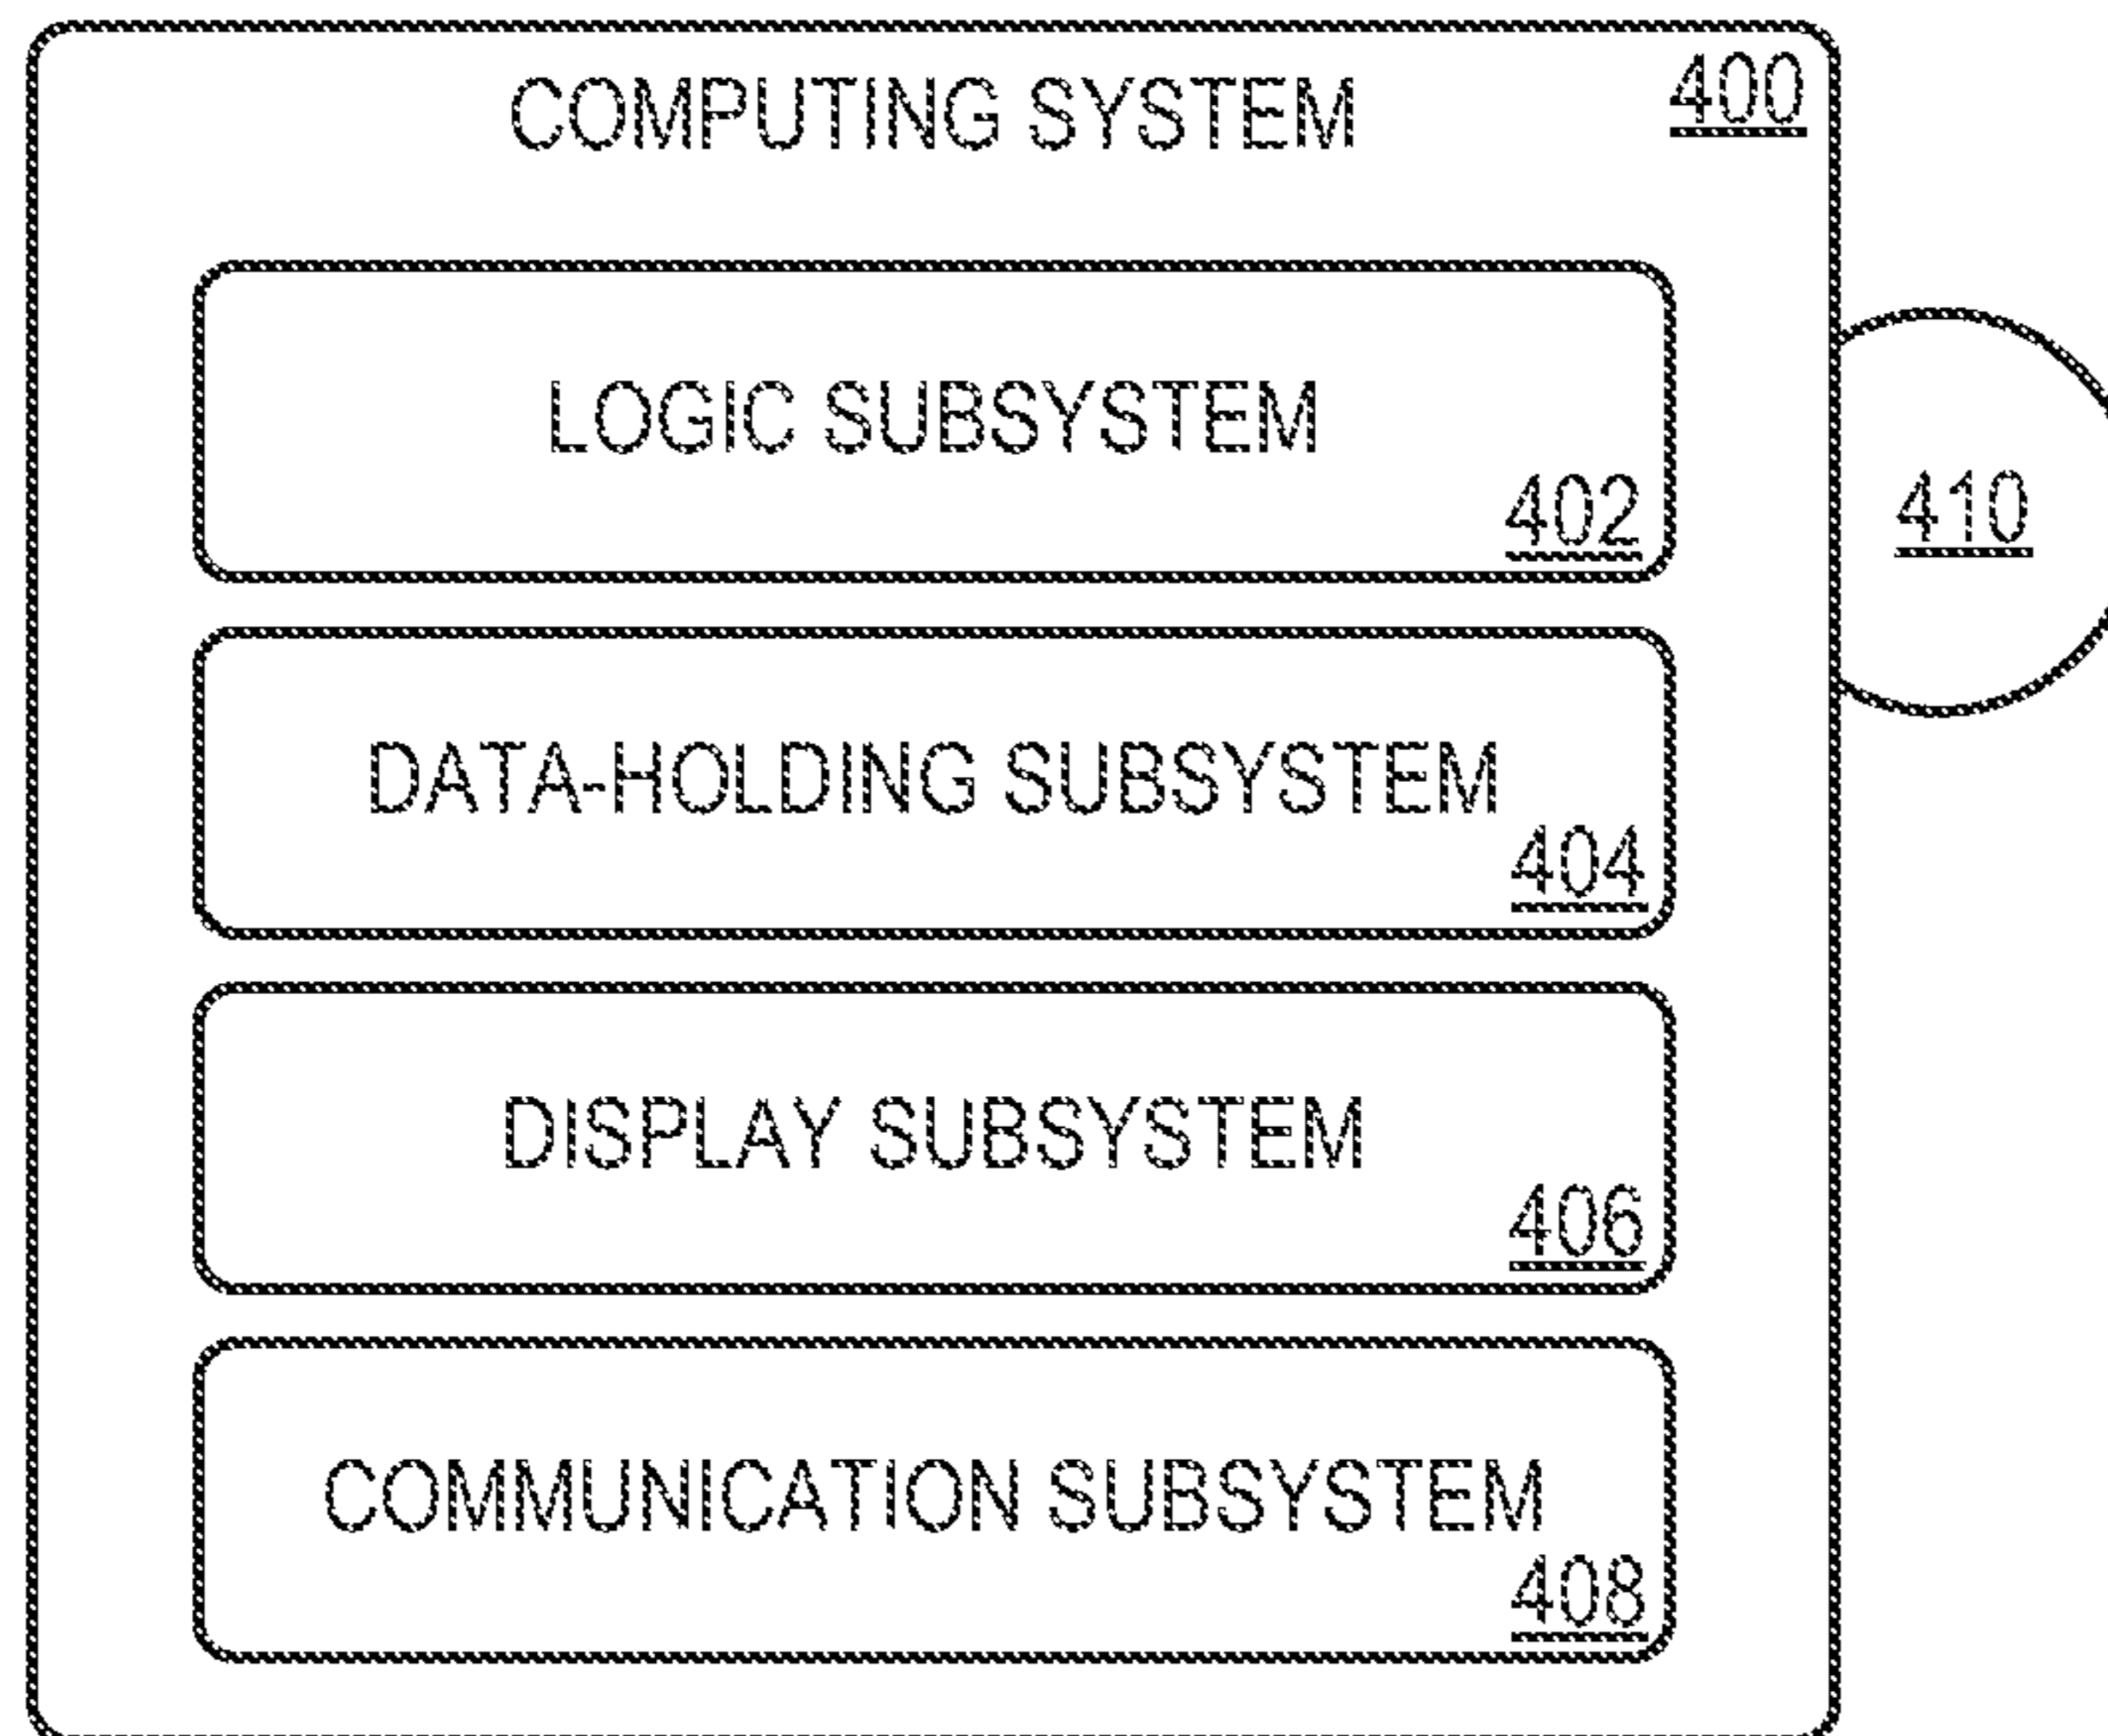 COMPUTING SYSTEM 400
LOGIC SUBSYSTEM
402
410
DATA-HOLDING SUBSYSTEM
404
DISPLAY SUBSYSTEM
406
COMMUNICATION SUBSYSTEM
408